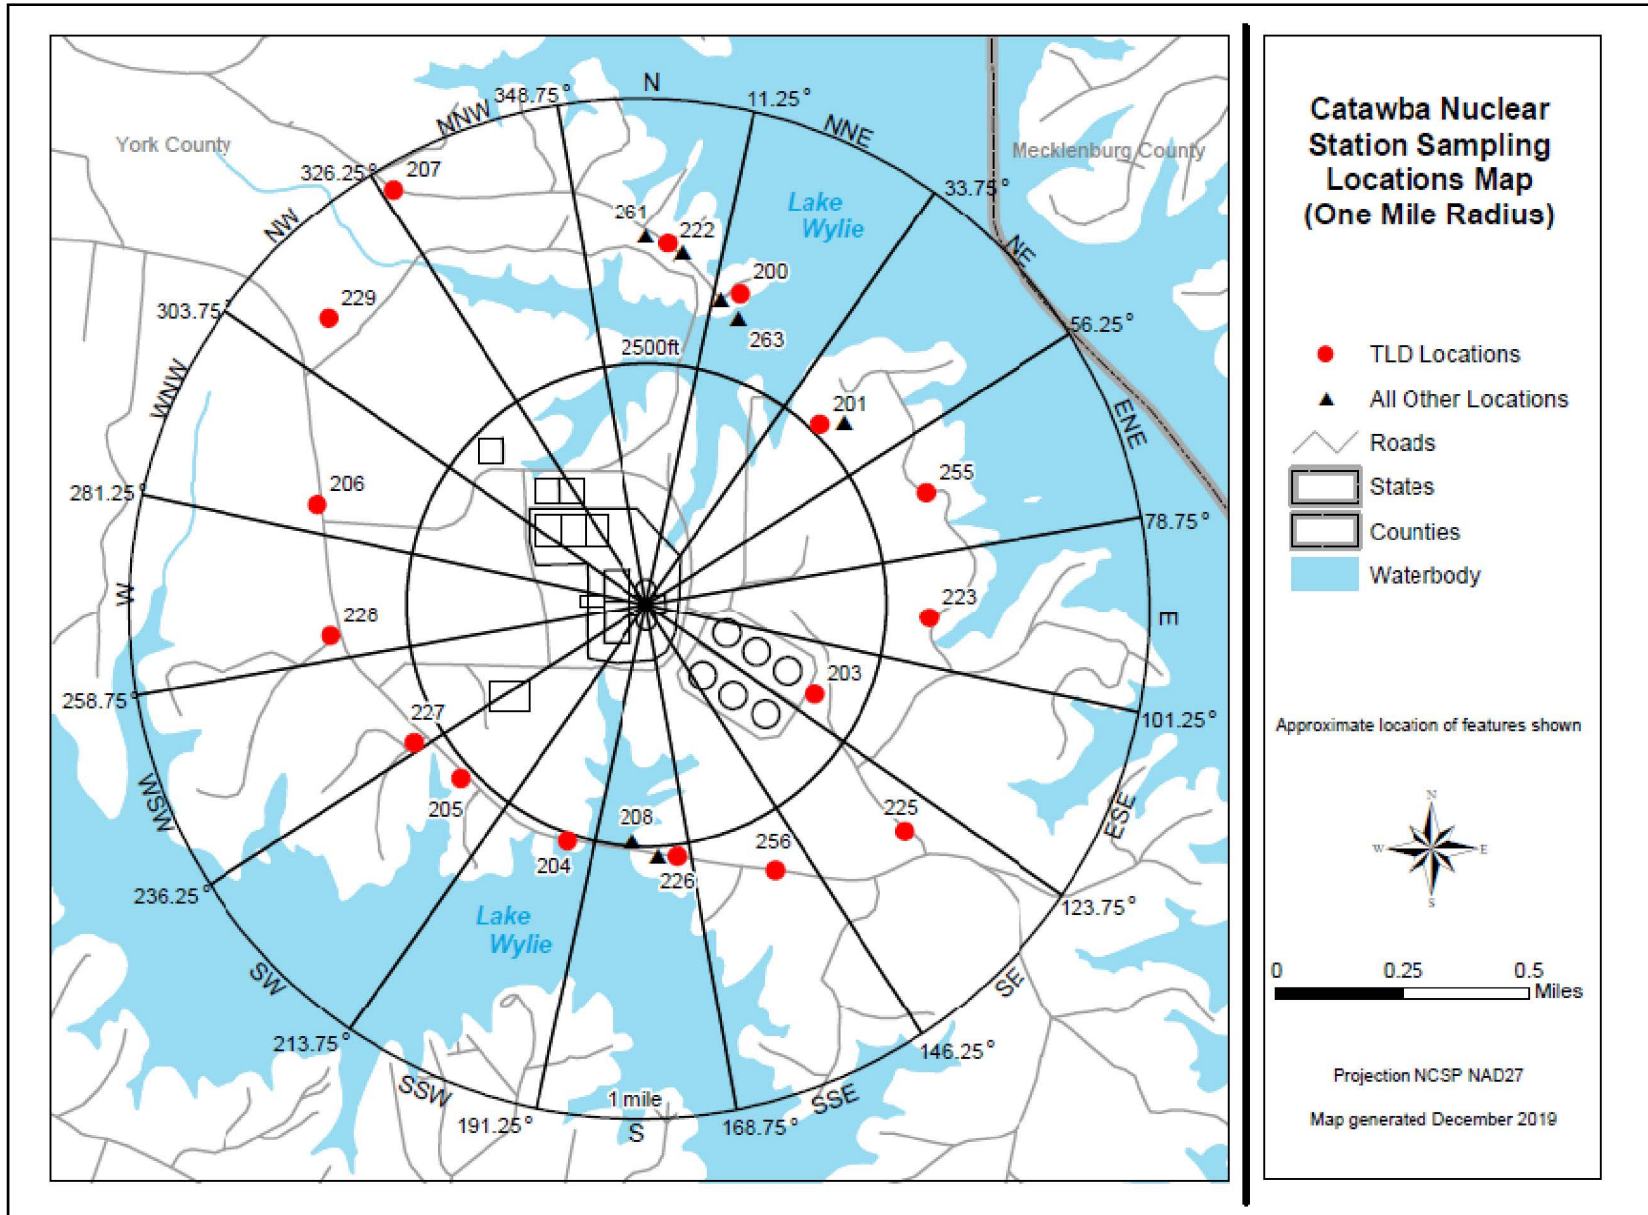 N
348.75°
11.25°
NNW
NNE
York County
Mecklenburg County
326.25°
207
33.75°
Lake
Wylie
261
222
NW
NE
200
229
303.75°
263
56.25°
2500ft
WNW
201
ENE
206
255
281.25°
78.75°
W
223
E
228
203
258.75°
227
101.25°
WSW
205
208
225
ESE
204
256
226
236.25°
123.75°
Lake
Wylie
SW
SE
213.75°
146.25°
SSW
1 mile
SSE
191.25°
S
168.75°
Catawba Nuclear
Station Sampling
Locations Map
(One Mile Radius)
TLD Locations
All Other Locations
Roads
States
Counties
Waterbody
Approximate location of features shown
N
W
E
S
0 0.25 0.5
Miles
Projection NCSP NAD27
Map generated December 2019